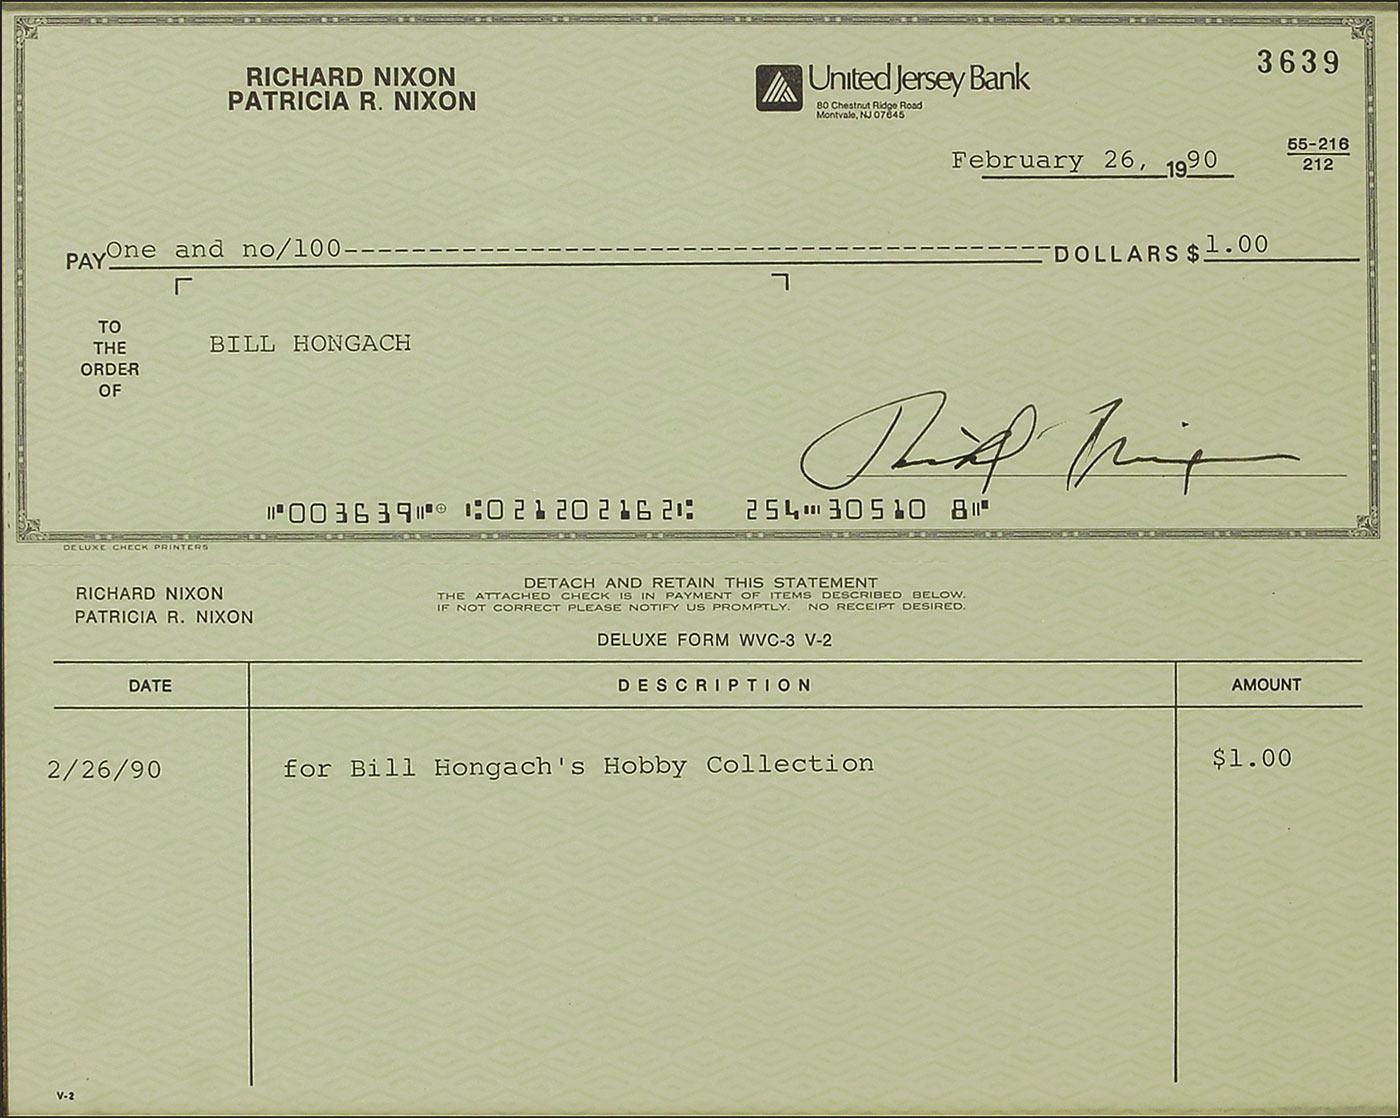 RICHARD NIXON
PATRICIA R. NIXON
United Jersey Bank
80 Chestnut Ridge Road
Montvale, NJ 07645
3639
February 26, 1990
55-216
212
PAY One and no/100------------------------------------------DOLLARS $ 1.00
TO
THE
ORDER
OF
BILL HONGACH
Richard Nixon
⑈003639⑈ ⑆021202162⑆ 254⑉30510 8⑈
DELUXE CHECK PRINTERS
RICHARD NIXON
PATRICIA R. NIXON
DETACH AND RETAIN THIS STATEMENT
THE ATTACHED CHECK IS IN PAYMENT OF ITEMS DESCRIBED BELOW.
IF NOT CORRECT PLEASE NOTIFY US PROMPTLY. NO RECEIPT DESIRED.
DELUXE FORM WVC-3 V-2
DATE DESCRIPTION AMOUNT
2/26/90 for Bill Hongach's Hobby Collection $1.00
V-2